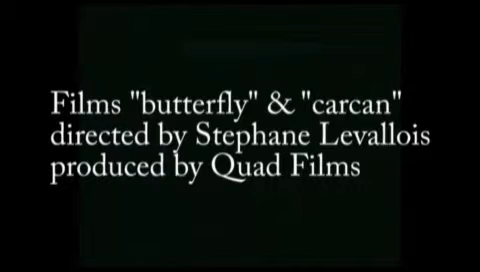 Films "butterfly" & "carcan"
directed by Stephane Levallois
produced by Quad Films